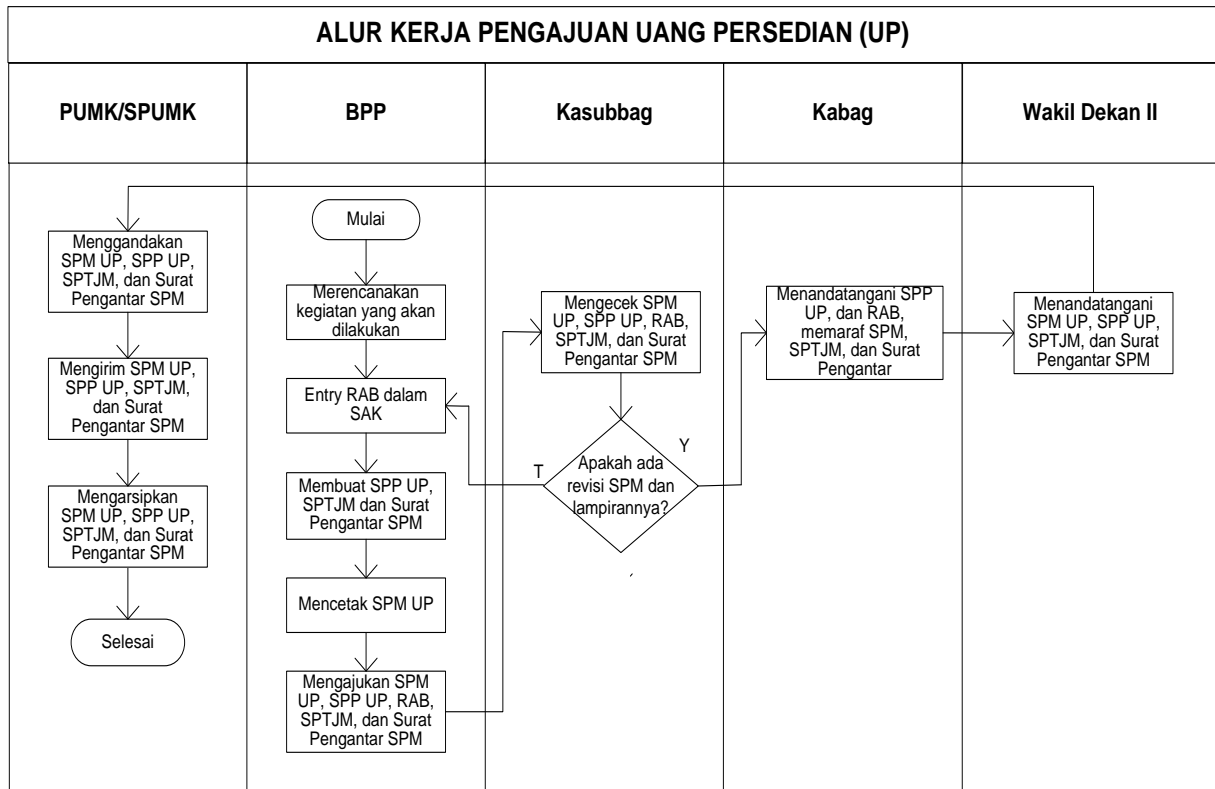 ALUR KERJA PENGAJUAN UANG PERSEDIAN (UP)
PUMK/SPUMK
BPP
Kasubbag
Kabag
Wakil Dekan II
Menggandakan
SPM UP, SPP UP,
SPTJM, dan Surat
Pengantar SPM
Mengirim SPM UP,
SPP UP, SPTJM,
dan Surat
Pengantar SPM
Mengarsipkan
SPM UP, SPP UP,
SPTJM, dan Surat
Pengantar SPM
Selesai
Mulai
Merencanakan
kegiatan yang akan
dilakukan
Entry RAB dalam
SAK
Membuat SPP UP,
SPTJM dan Surat
Pengantar SPM
Mencetak SPM UP
Mengajukan SPM
UP, SPP UP, RAB,
SPTJM, dan Surat
Pengantar SPM
Mengecek SPM
UP, SPP UP, RAB,
SPTJM, dan Surat
Pengantar SPM
T
Apakah ada
revisi SPM dan
lampirannya?
Y
Menandatangani SPP
UP, dan RAB,
memaraf SPM,
SPTJM, dan Surat
Pengantar
Menandatangani
SPM UP, SPP UP,
SPTJM, dan Surat
Pengantar SPM